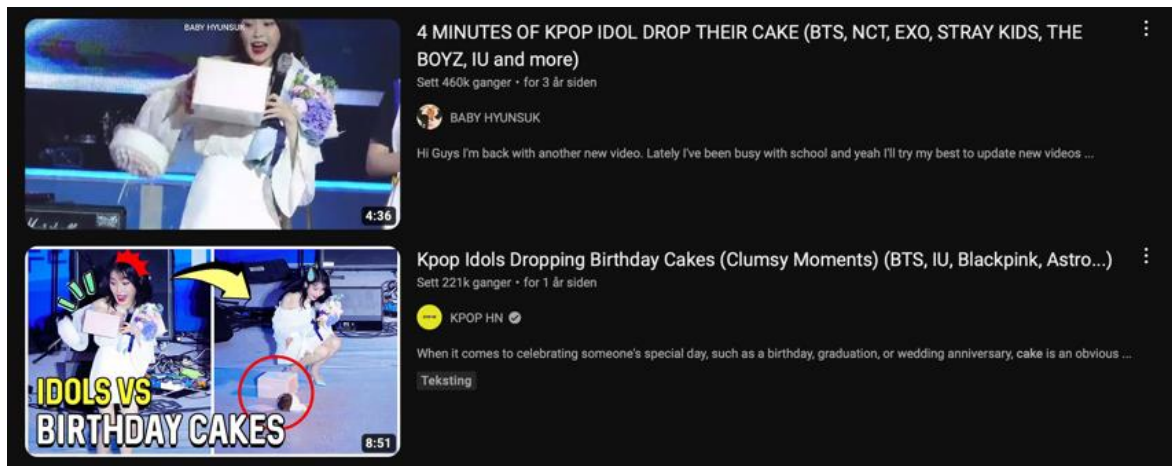 BABY HYUNSUK
4:36
4 MINUTES OF KPOP IDOL DROP THEIR CAKE (BTS, NCT, EXO, STRAY KIDS, THE
BOYZ, IU and more)
Sett 460k ganger • for 3 år siden
BABY HYUNSUK
Hi Guys I'm back with another new video. Lately I've been busy with school and yeah I'll try my best to update new videos ...
IDOLS VS
BIRTHDAY CAKES
8:51
Kpop Idols Dropping Birthday Cakes (Clumsy Moments) (BTS, IU, Blackpink, Astro...)
Sett 221k ganger • for 1 år siden
KPOP HN
When it comes to celebrating someone's special day, such as a birthday, graduation, or wedding anniversary, cake is an obvious ...
Teksting